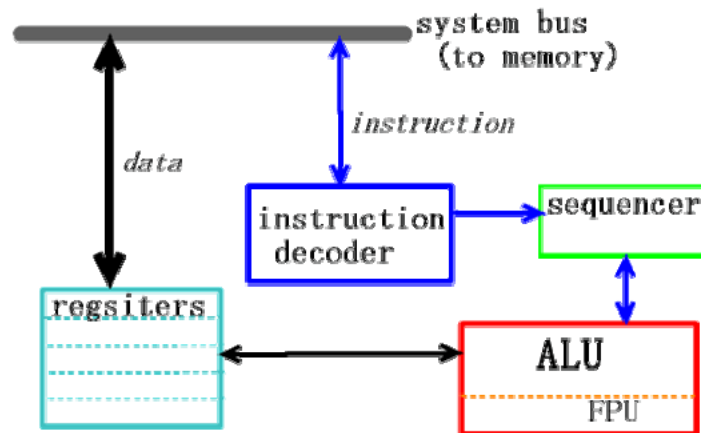 system bus
(to memory)
instruction
data
instruction
decoder
sequencer
regsiters
ALU
FPU